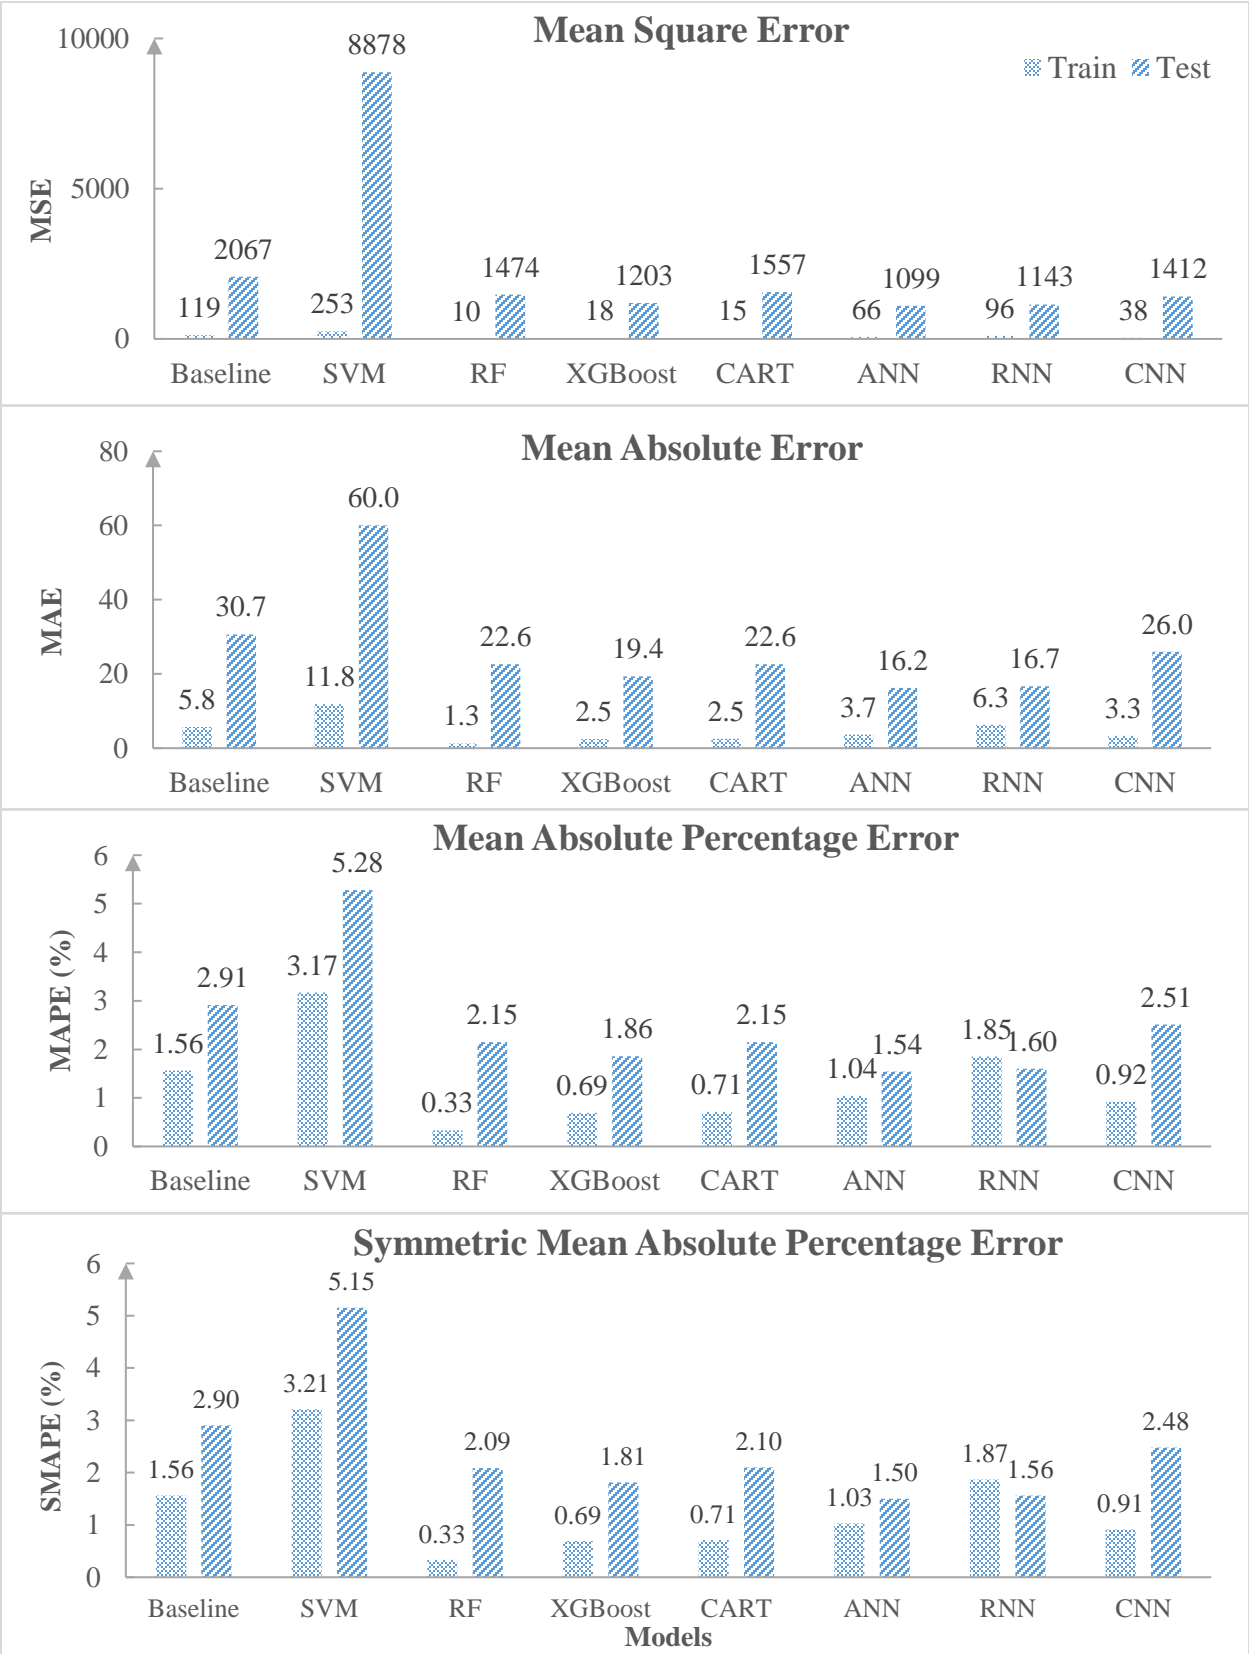 Mean Square Error
10000
5000
0
MSE
Train Test
119 2067 253 8878 10 1474 18 1203 15 1557 66 1099 96 1143 38 1412
Baseline SVM RF XGBoost CART ANN RNN CNN
Mean Absolute Error
80
60
40
20
0
MAE
5.8 30.7 11.8 60.0 1.3 22.6 2.5 19.4 2.5 22.6 3.7 16.2 6.3 16.7 3.3 26.0
Baseline SVM RF XGBoost CART ANN RNN CNN
Mean Absolute Percentage Error
6
5
4
3
2
1
0
MAPE (%)
1.56 2.91 3.17 5.28 0.33 2.15 0.69 1.86 0.71 2.15 1.04 1.54 1.85 1.60 0.92 2.51
Baseline SVM RF XGBoost CART ANN RNN CNN
Symmetric Mean Absolute Percentage Error
6
5
4
3
2
1
0
SMAPE (%)
1.56 2.90 3.21 5.15 0.33 2.09 0.69 1.81 0.71 2.10 1.03 1.50 1.87 1.56 0.91 2.48
Baseline SVM RF XGBoost CART ANN RNN CNN
Models